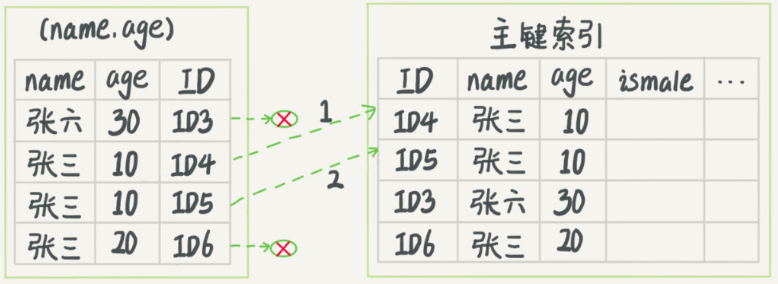 (name.age)
name age ID
张六 30 ID3
张三 10 ID4
张三 10 ID5
张三 20 ID6
1
2
主键索引
ID name age ismale ...
ID4 张三 10
ID5 张三 10
ID3 张六 30
ID6 张三 20